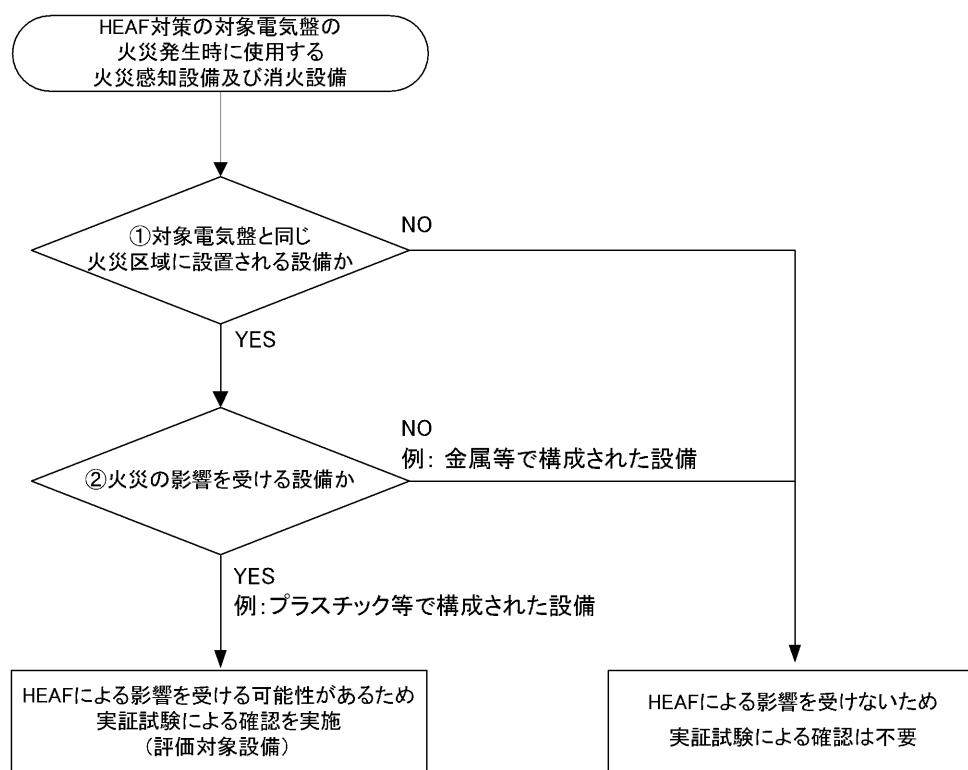 HEAF対策の対象電気盤の
火災発生時に使用する
火災感知設備及び消火設備
①対象電気盤と同じ
火災区域に設置される設備か
NO
YES
②火災の影響を受ける設備か
NO
例： 金属等で構成された設備
YES
例：プラスチック等で構成された設備
HEAFによる影響を受ける可能性があるため
実証試験による確認を実施
（評価対象設備）
HEAFによる影響を受けないため
実証試験による確認は不要